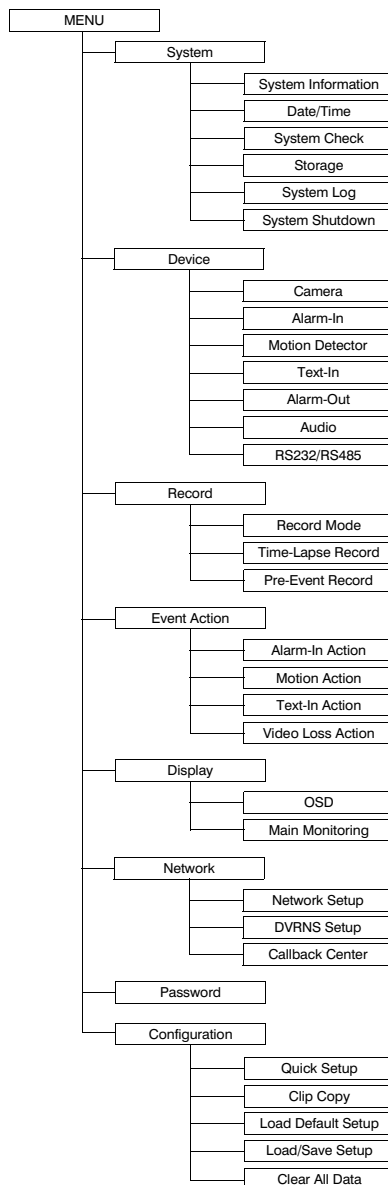 MENU
System
System Information
Date/Time
System Check
Storage
System Log
System Shutdown
Device
Camera
Alarm-In
Motion Detector
Text-In
Alarm-Out
Audio
RS232/RS485
Record
Record Mode
Time-Lapse Record
Pre-Event Record
Event Action
Alarm-In Action
Motion Action
Text-In Action
Video Loss Action
Display
OSD
Main Monitoring
Network
Network Setup
DVRNS Setup
Callback Center
Password
Configuration
Quick Setup
Clip Copy
Load Default Setup
Load/Save Setup
Clear All Data